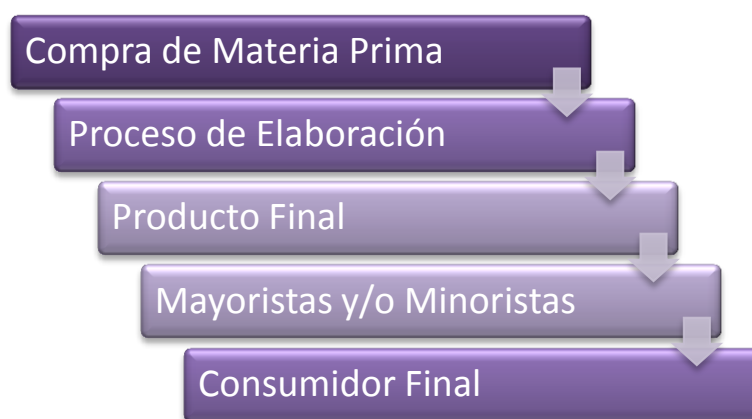 Compra de Materia Prima
Proceso de Elaboración
Producto Final
Mayoristas y/o Minoristas
Consumidor Final